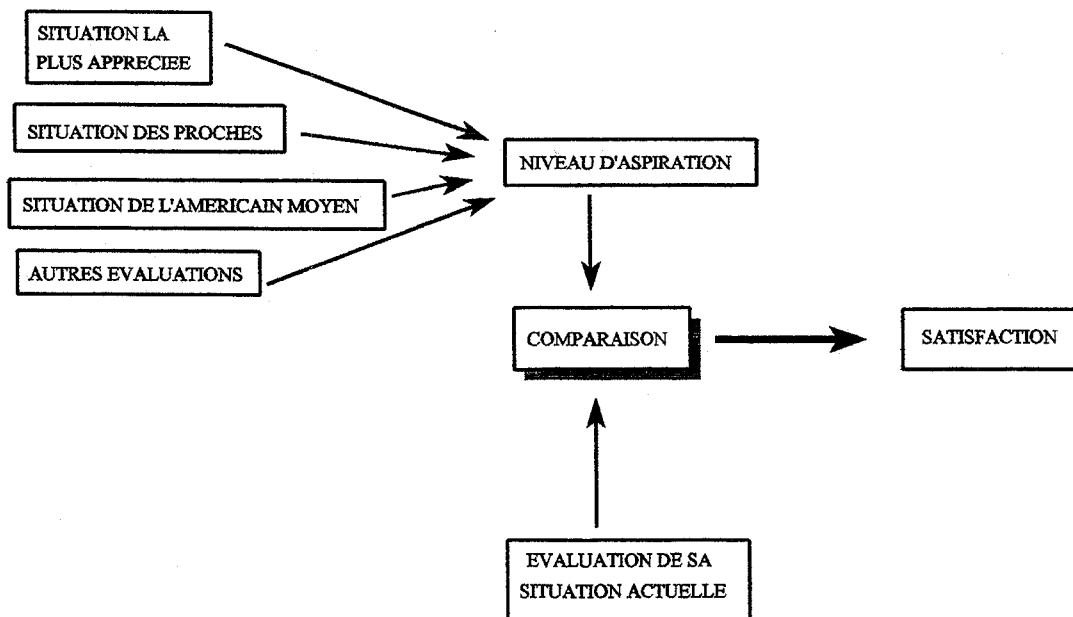 SITUATION LA
PLUS APPRECIEE
SITUATION DES PROCHES
NIVEAU D'ASPIRATION
SITUATION DE L'AMERICAIN MOYEN
AUTRES EVALUATIONS
COMPARAISON
SATISFACTION
EVALUATION DE SA
SITUATION ACTUELLE